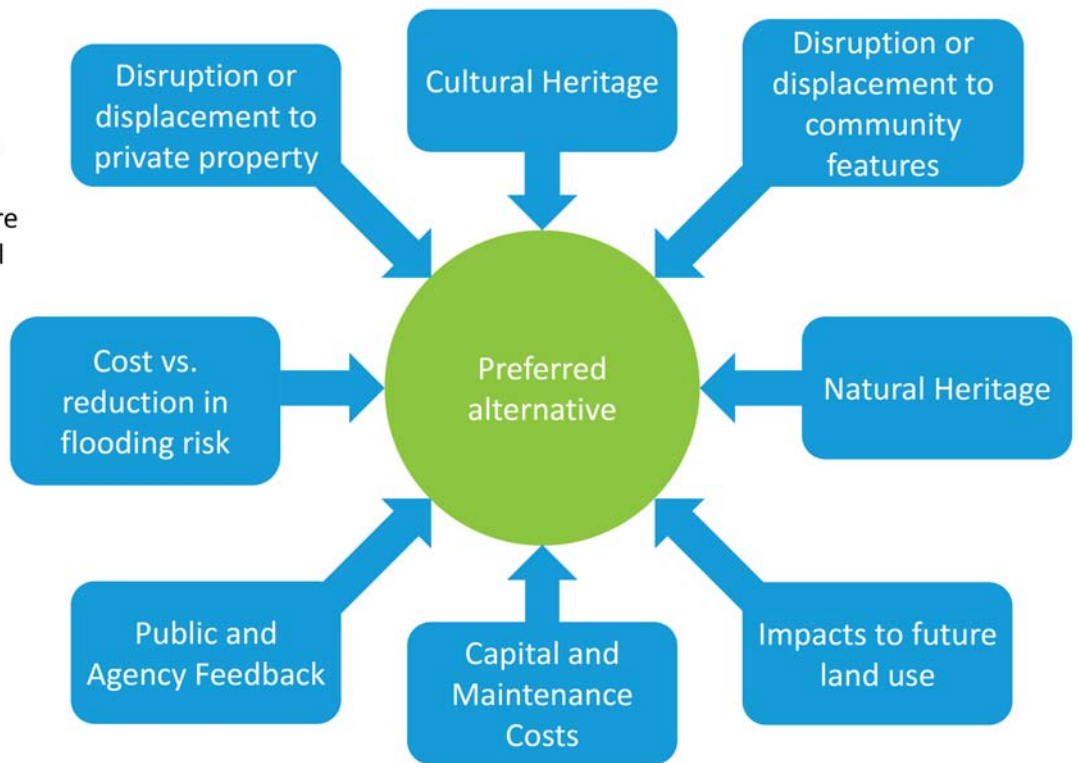 Disruption or
displacement to
private property
Cultural Heritage
Disruption or
displacement to
community
features
Cost vs.
reduction in
flooding risk
Preferred
alternative
Natural Heritage
Public and
Agency Feedback
Capital and
Maintenance
Costs
Impacts to future
land use